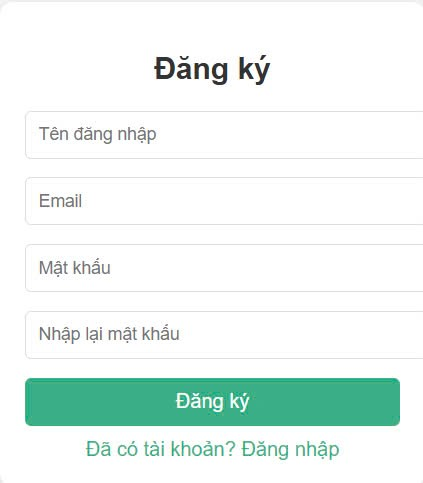 Đăng ký
Tên đăng nhập
Email
Mật khẩu
Nhập lại mật khẩu
Đăng ký
Đã có tài khoản? Đăng nhập